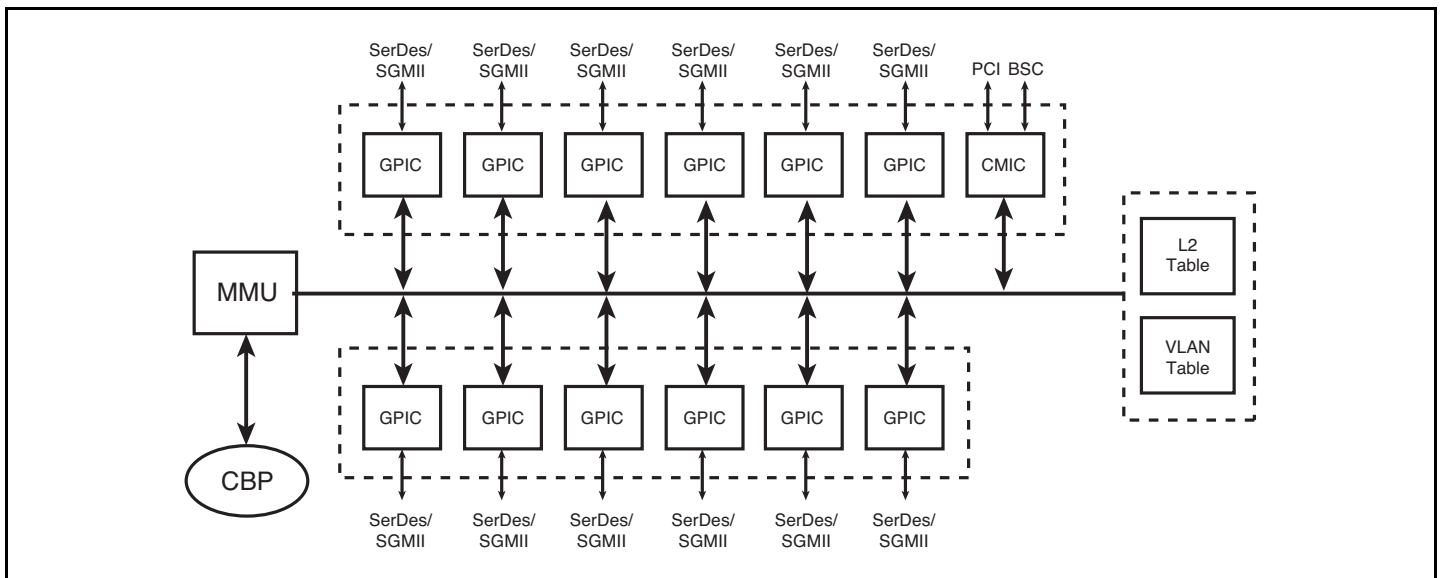 SerDes/
SGMII
SerDes/
SGMII
SerDes/
SGMII
SerDes/
SGMII
SerDes/
SGMII
SerDes/
SGMII
PCI BSC
GPIC
GPIC
GPIC
GPIC
GPIC
GPIC
CMIC
L2
Table
MMU
VLAN
Table
GPIC
GPIC
GPIC
GPIC
GPIC
GPIC
CBP
SerDes/
SGMII
SerDes/
SGMII
SerDes/
SGMII
SerDes/
SGMII
SerDes/
SGMII
SerDes/
SGMII